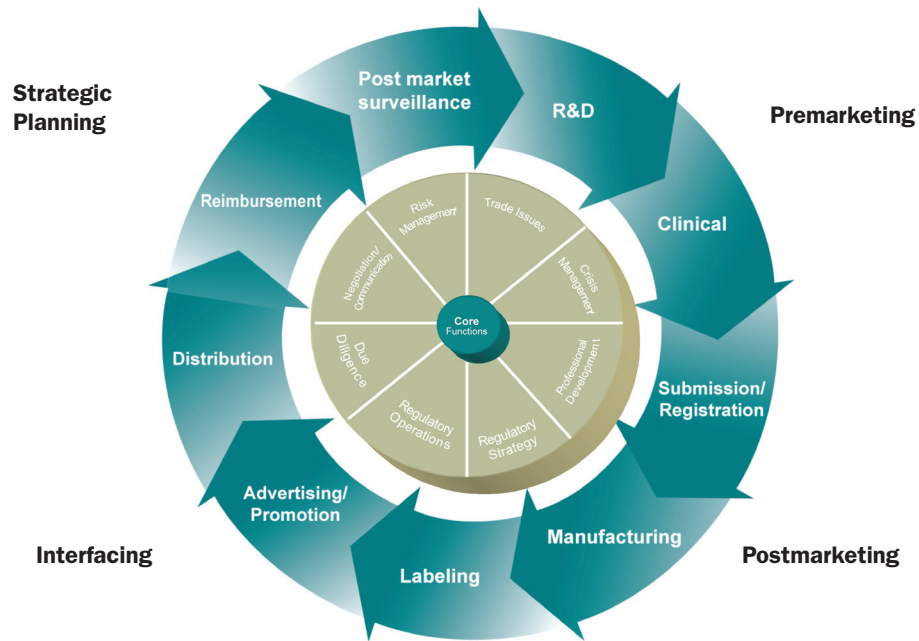 Strategic
Planning
Premarketing
Post market
surveillance
R&D
Clinical
Submission/
Registration
Manufacturing
Labeling
Advertising/
Promotion
Distribution
Reimbursement
Risk
Management
Trade Issues
Crisis
Management
Professional
Development
Regulatory
Strategy
Regulatory
Operations
Due
Diligence
Negotiation/
Communication
Core
Functions
Interfacing
Postmarketing